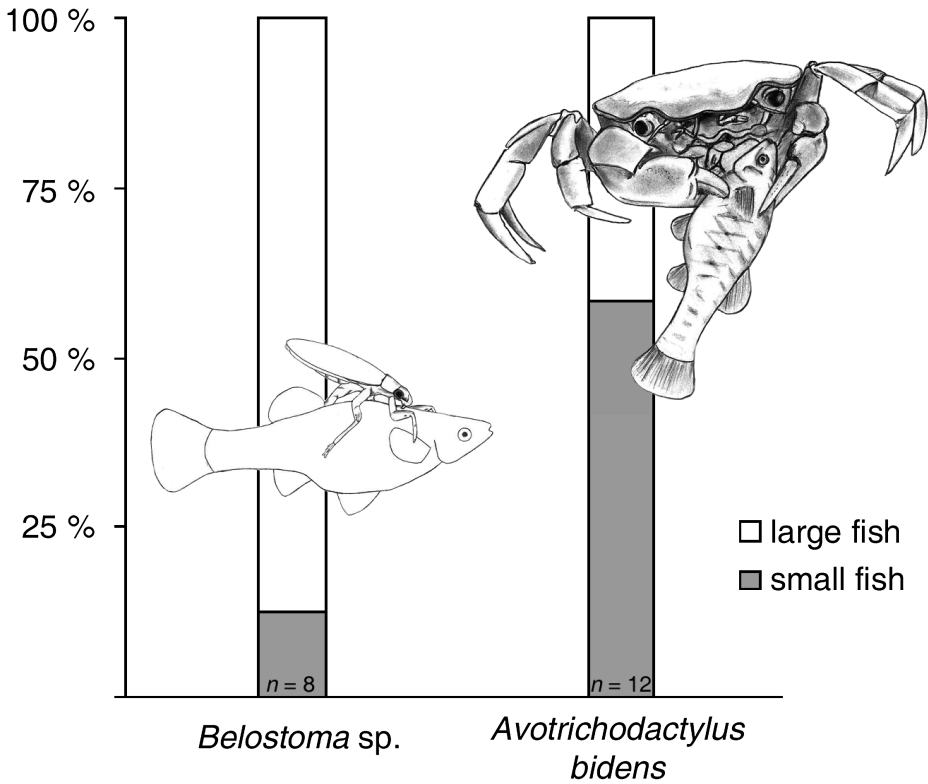 100 %
75 %
50 %
25 %
large fish
small fish
n = 8
n = 12
Belostoma sp.
Avotrichodactylus
bidens